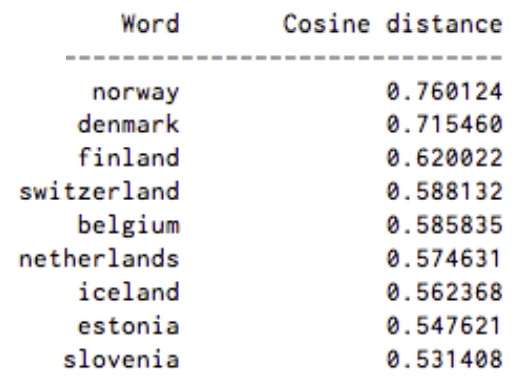 Word Cosine distance
---------------------------------
norway 0.760124
denmark 0.715460
finland 0.620022
switzerland 0.588132
belgium 0.585835
netherlands 0.574631
iceland 0.562368
estonia 0.547621
slovenia 0.531408